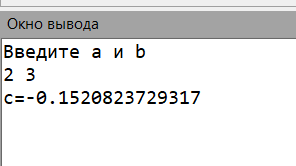 Окно вывода
Введите a и b
2 3
c=-0.1520823729317